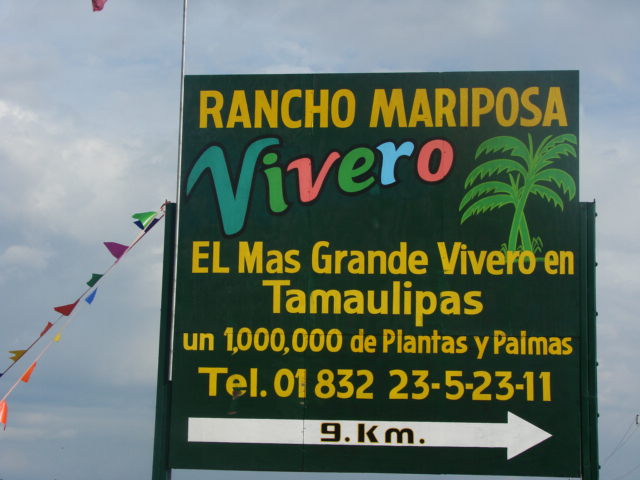 RANCHO MARIPOSA
Vivero
EL Mas Grande Vivero en
Tamaulipas
un 1,000,000 de Plantas y Palmas
Tel. 01 832 23-5-23-11
9. Km.